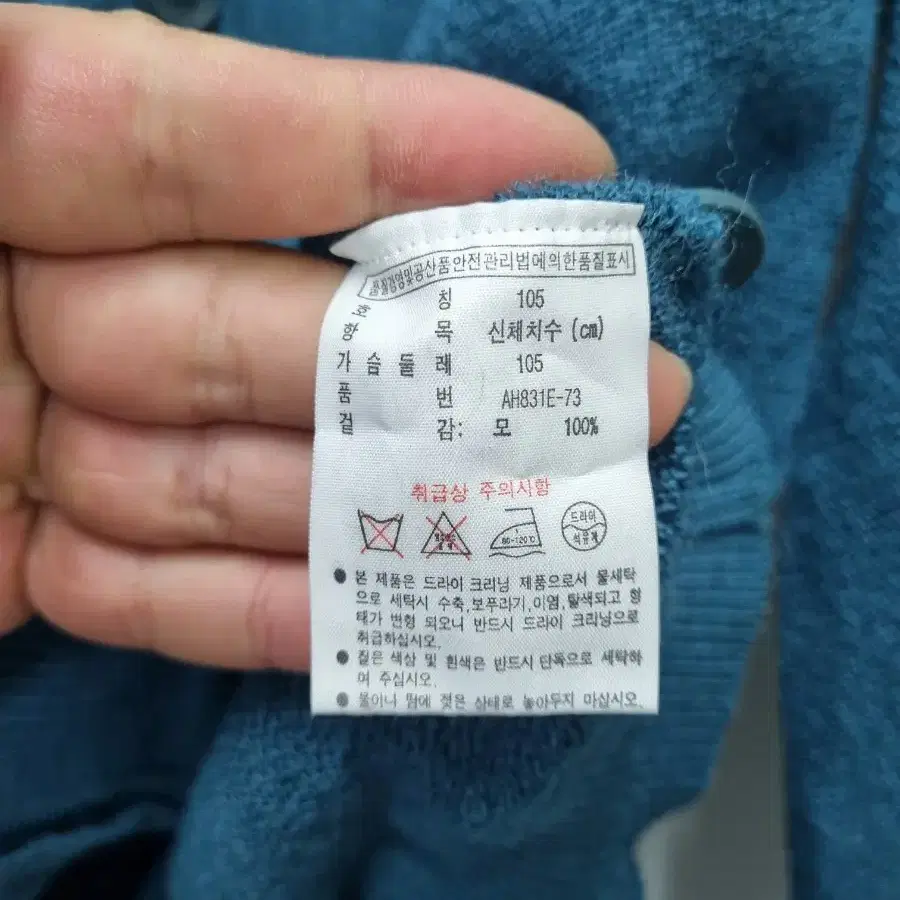 품질경영및공산품안전관리법에의한품질표시
호 칭 105
항 목 신체치수 (cm)
가 슴 둘 레 105
품 번 AH831E-73
겉 감: 모 100%
취급상 주의사항
80-120℃
드라이
석유계
● 본 제품은 드라이 크리닝 제품으로서 물세탁
으로 세탁시 수축,보푸라기,이염,탈색되고 형
태가 변형 되오니 반드시 드라이 크리닝으로
취급하십시오.
● 짙은 색상 및 흰색은 반드시 단독으로 세탁하
여 주십시오.
● 물이나 땀에 젖은 상태로 놓아두지 마십시오.